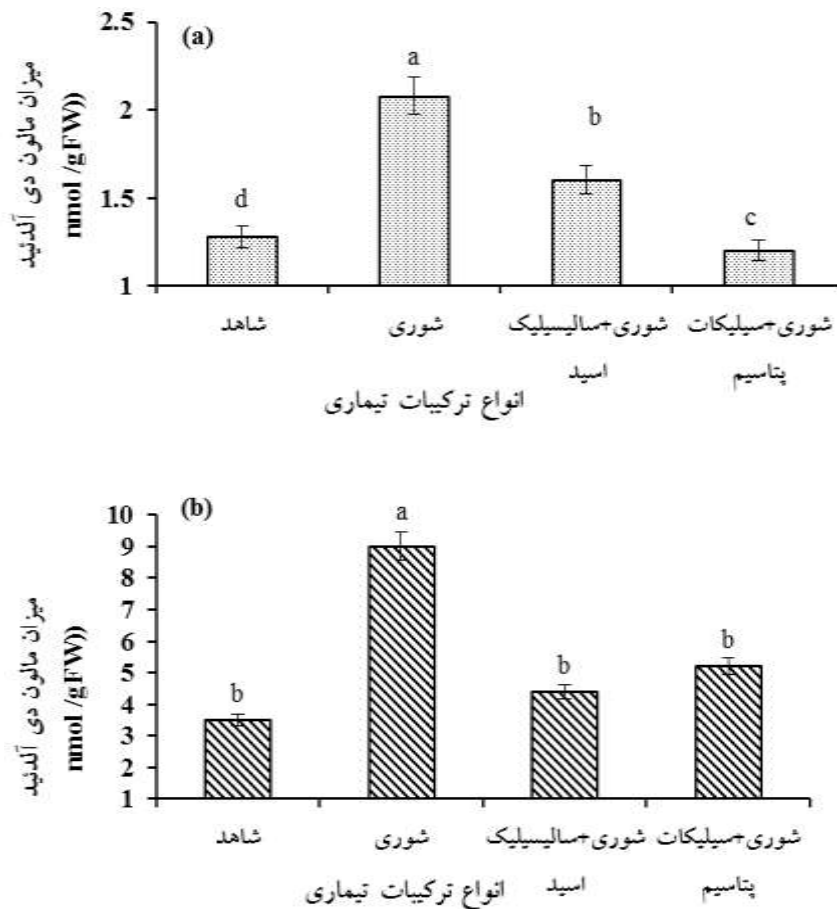 (a)
میزان مالون دی آلدئید
nmol /gFW))
2.5
2
1.5
1
d
a
b
c
شاهد
شوری
شوری+سالیسیلیک
اسید
شوری+سیلیکات
پتاسیم
انواع ترکیبات تیماری
(b)
میزان مالون دی آلدئید
nmol /gFW))
10
9
8
7
6
5
4
3
2
1
b
a
b
b
شاهد
شوری
شوری+سالیسیلیک
اسید
شوری+سیلیکات
پتاسیم
انواع ترکیبات تیماری